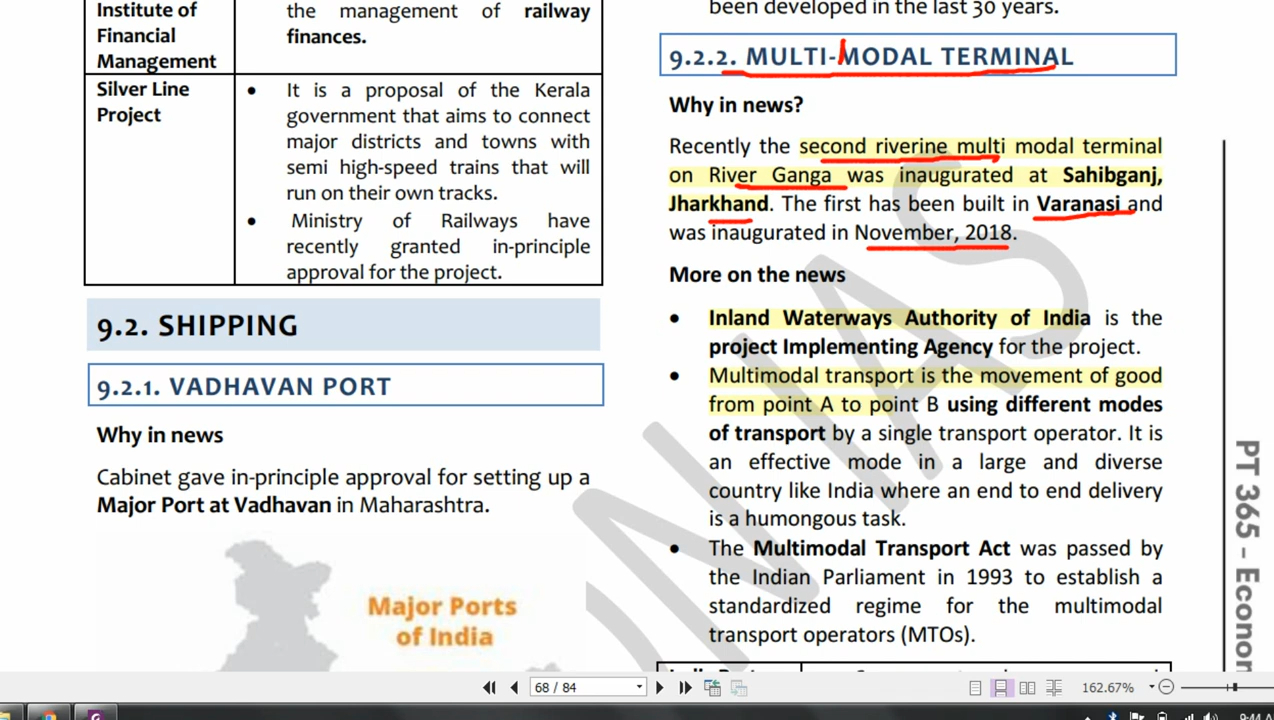 Institute of
Financial
Management
the management of railway
finances.
Silver Line
Project
• It is a proposal of the Kerala
government that aims to connect
major districts and towns with
semi high-speed trains that will
run on their own tracks.
• Ministry of Railways have
recently granted in-principle
approval for the project.
9.2. SHIPPING
9.2.1. VADHAVAN PORT
Why in news
Cabinet gave in-principle approval for setting up a
Major Port at Vadhavan in Maharashtra.
Major Ports
of India
been developed in the last 30 years.
9.2.2. MULTI-MODAL TERMINAL
Why in news?
Recently the second riverine multi modal terminal
on River Ganga was inaugurated at Sahibganj,
Jharkhand. The first has been built in Varanasi and
was inaugurated in November, 2018.
More on the news
• Inland Waterways Authority of India is the
project Implementing Agency for the project.
• Multimodal transport is the movement of good
from point A to point B using different modes
of transport by a single transport operator. It is
an effective mode in a large and diverse
country like India where an end to end delivery
is a humongous task.
• The Multimodal Transport Act was passed by
the Indian Parliament in 1993 to establish a
standardized regime for the multimodal
transport operators (MTOs).
PT 365 - Econom
N IAS
68 / 84
162.67%